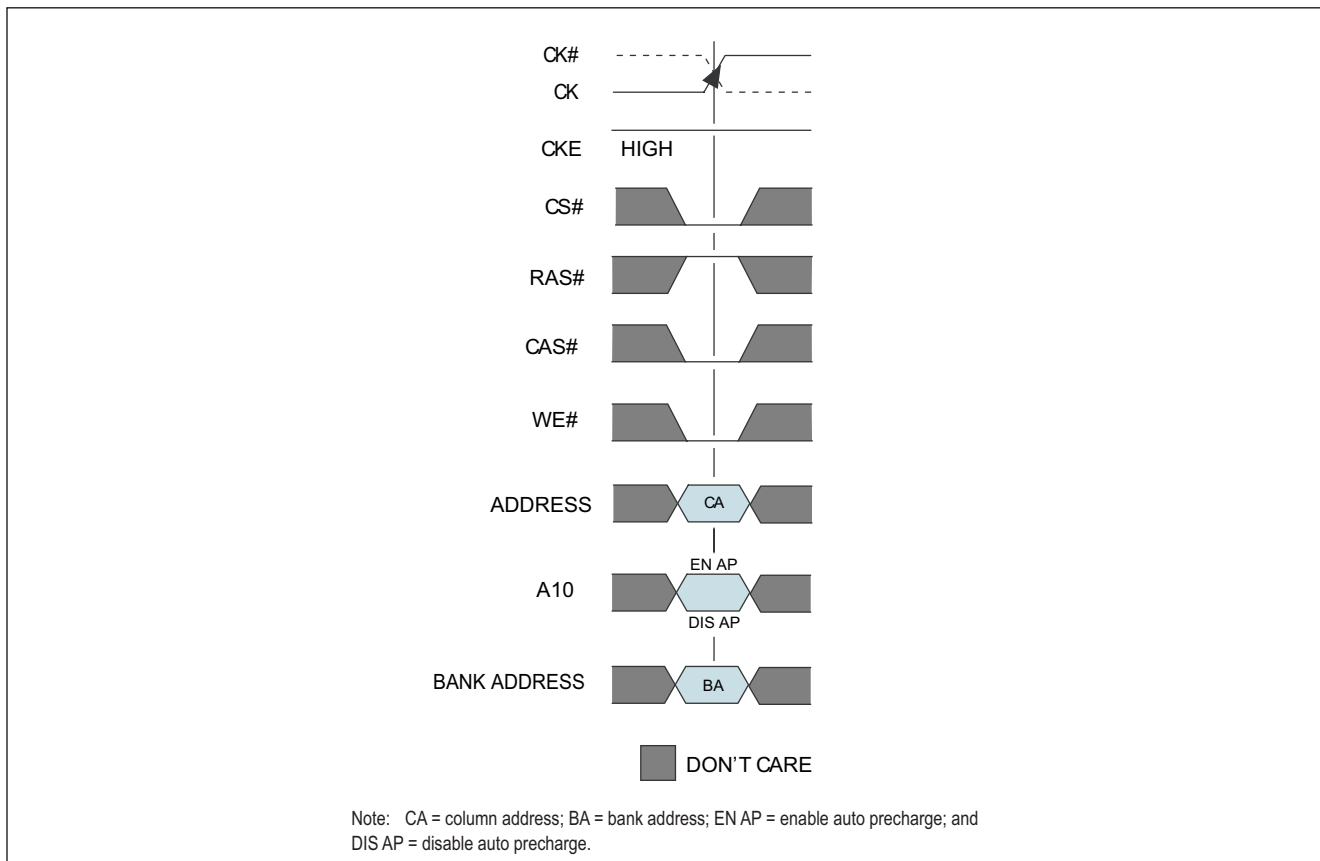 CK#
CK
CKE HIGH
CS#
RAS#
CAS#
WE#
ADDRESS CA
EN AP
A10
DIS AP
BANK ADDRESS BA
DON'T CARE
Note: CA = column address; BA = bank address; EN AP = enable auto precharge; and
DIS AP = disable auto precharge.